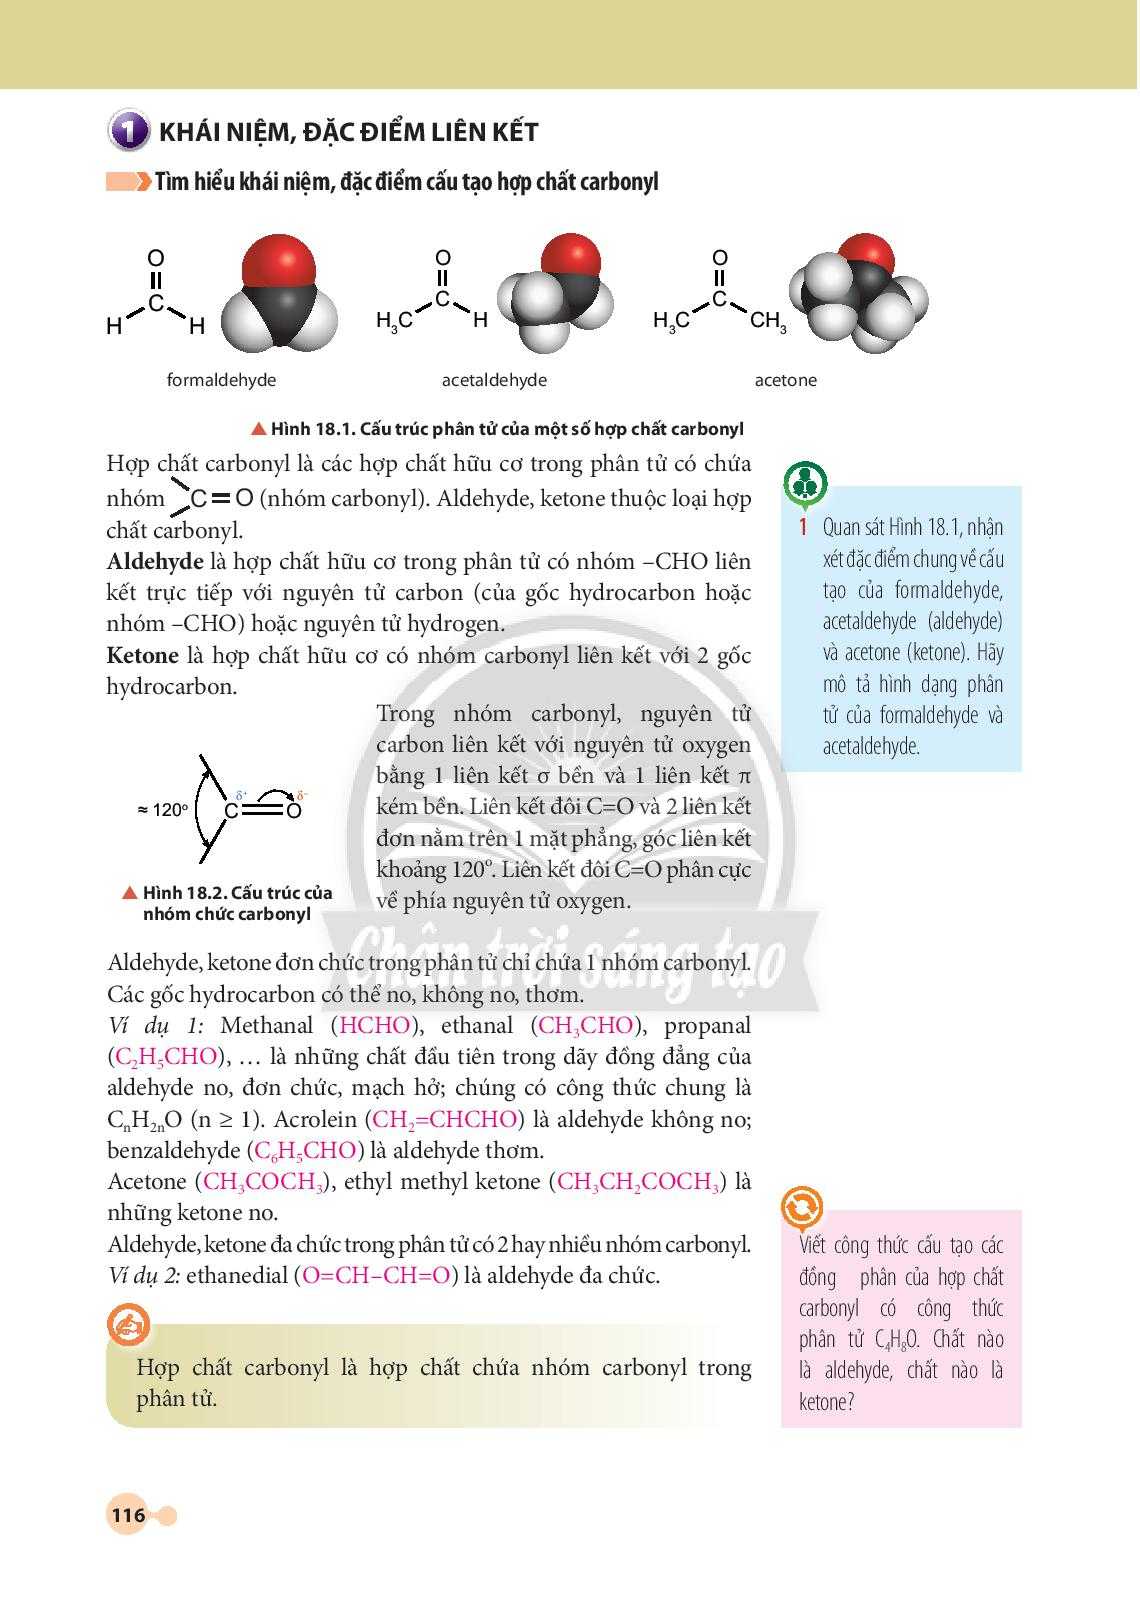 1 KHÁI NIỆM, ĐẶC ĐIỂM LIÊN KẾT
Tìm hiểu khái niệm, đặc điểm cấu tạo hợp chất carbonyl
O
C
H
H
O
C
H₃C
H
O
C
H₃C
CH₃
formaldehyde
acetaldehyde
acetone
▲ Hình 18.1. Cấu trúc phân tử của một số hợp chất carbonyl
Hợp chất carbonyl là các hợp chất hữu cơ trong phân tử có chứa
nhóm C=O (nhóm carbonyl). Aldehyde, ketone thuộc loại hợp
chất carbonyl.
Aldehyde là hợp chất hữu cơ trong phân tử có nhóm –CHO liên
kết trực tiếp với nguyên tử carbon (của gốc hydrocarbon hoặc
nhóm –CHO) hoặc nguyên tử hydrogen.
Ketone là hợp chất hữu cơ có nhóm carbonyl liên kết với 2 gốc
hydrocarbon.
Trong nhóm carbonyl, nguyên tử
carbon liên kết với nguyên tử oxygen
bằng 1 liên kết σ bền và 1 liên kết π
kém bền. Liên kết đôi C=O và 2 liên kết
đơn nằm trên 1 mặt phẳng, góc liên kết
khoảng 120°. Liên kết đôi C=O phân cực
về phía nguyên tử oxygen.
≈ 120°
δ⁺
δ⁻
C=O
▲ Hình 18.2. Cấu trúc của
nhóm chức carbonyl
Chân trời sáng tạo
Aldehyde, ketone đơn chức trong phân tử chỉ chứa 1 nhóm carbonyl.
Các gốc hydrocarbon có thể no, không no, thơm.
Ví dụ 1: Methanal (HCHO), ethanal (CH₃CHO), propanal
(C₂H₅CHO), … là những chất đầu tiên trong dãy đồng đẳng của
aldehyde no, đơn chức, mạch hở; chúng có công thức chung là
CₙH₂ₙO (n ≥ 1). Acrolein (CH₂=CHCHO) là aldehyde không no;
benzaldehyde (C₆H₅CHO) là aldehyde thơm.
Acetone (CH₃COCH₃), ethyl methyl ketone (CH₃CH₂COCH₃) là
những ketone no.
Aldehyde, ketone đa chức trong phân tử có 2 hay nhiều nhóm carbonyl.
Ví dụ 2: ethanedial (O=CH–CH=O) là aldehyde đa chức.
Hợp chất carbonyl là hợp chất chứa nhóm carbonyl trong
phân tử.
1 Quan sát Hình 18.1, nhận
xét đặc điểm chung về cấu
tạo của formaldehyde,
acetaldehyde (aldehyde)
và acetone (ketone). Hãy
mô tả hình dạng phân
tử của formaldehyde và
acetaldehyde.
Viết công thức cấu tạo các
đồng phân của hợp chất
carbonyl có công thức
phân tử C₄H₈O. Chất nào
là aldehyde, chất nào là
ketone?
116